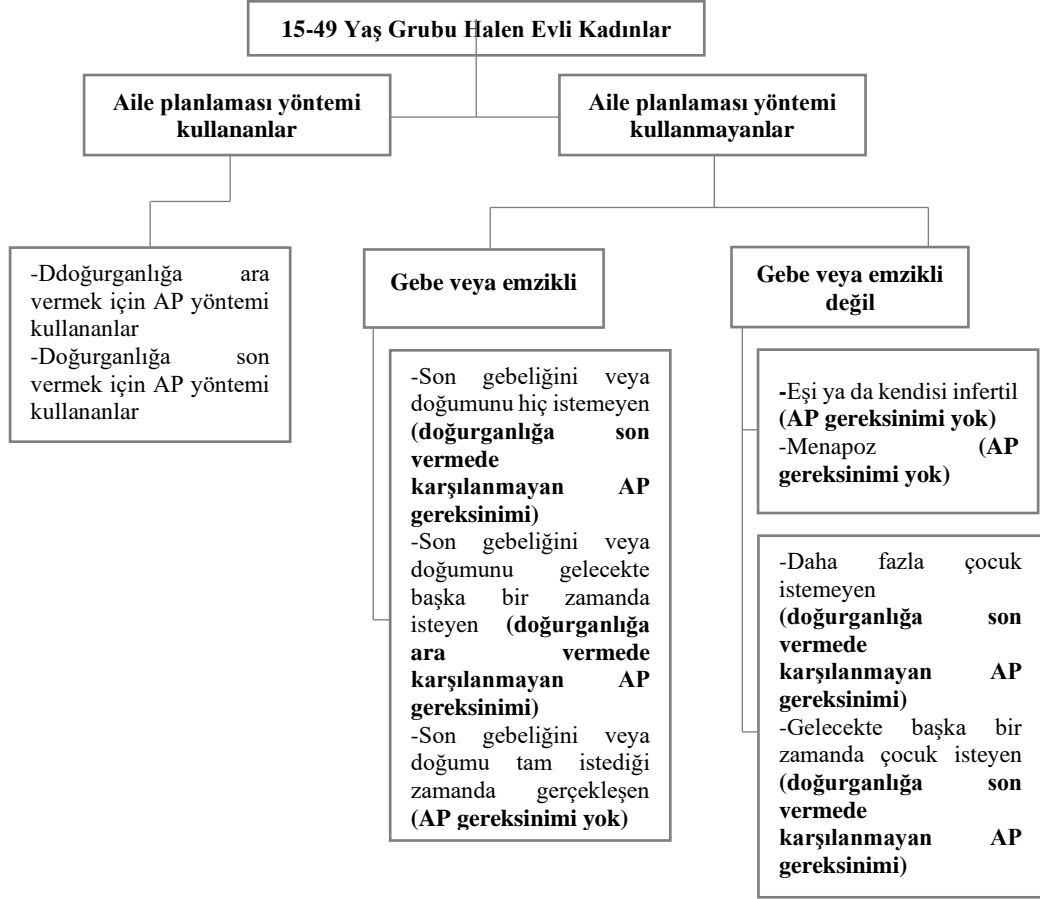 15-49 Yaş Grubu Halen Evli Kadınlar
Aile planlaması yöntemi
kullananlar
Aile planlaması yöntemi
kullanmayanlar
-Ddoğurganlığa ara
vermek için AP yöntemi
kullananlar
-Doğurganlığa son
vermek için AP yöntemi
kullananlar
Gebe veya emzikli
-Son gebeliğini veya
doğumunu hiç istemeyen
(doğurganlığa son
vermede
karşılanmayan AP
gereksinimi)
-Son gebeliğini veya
doğumunu gelecekte
başka bir zamanda
isteyen (doğurganlığa
ara vermede
karşılanmayan AP
gereksinimi)
-Son gebeliğini veya
doğumu tam istediği
zamanda gerçekleşen
(AP gereksinimi yok)
Gebe veya emzikli
değil
-Eşi ya da kendisi infertil
(AP gereksinimi yok)
-Menapoz (AP
gereksinimi yok)
-Daha fazla çocuk
istemeyen
(doğurganlığa son
vermede
karşılanmayan AP
gereksinimi)
-Gelecekte başka bir
zamanda çocuk isteyen
(doğurganlığa son
vermede
karşılanmayan AP
gereksinimi)